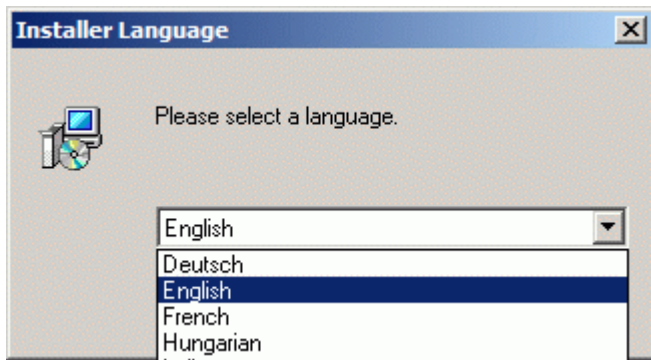 Installer Language
Please select a language.
English
Deutsch
English
French
Hungarian